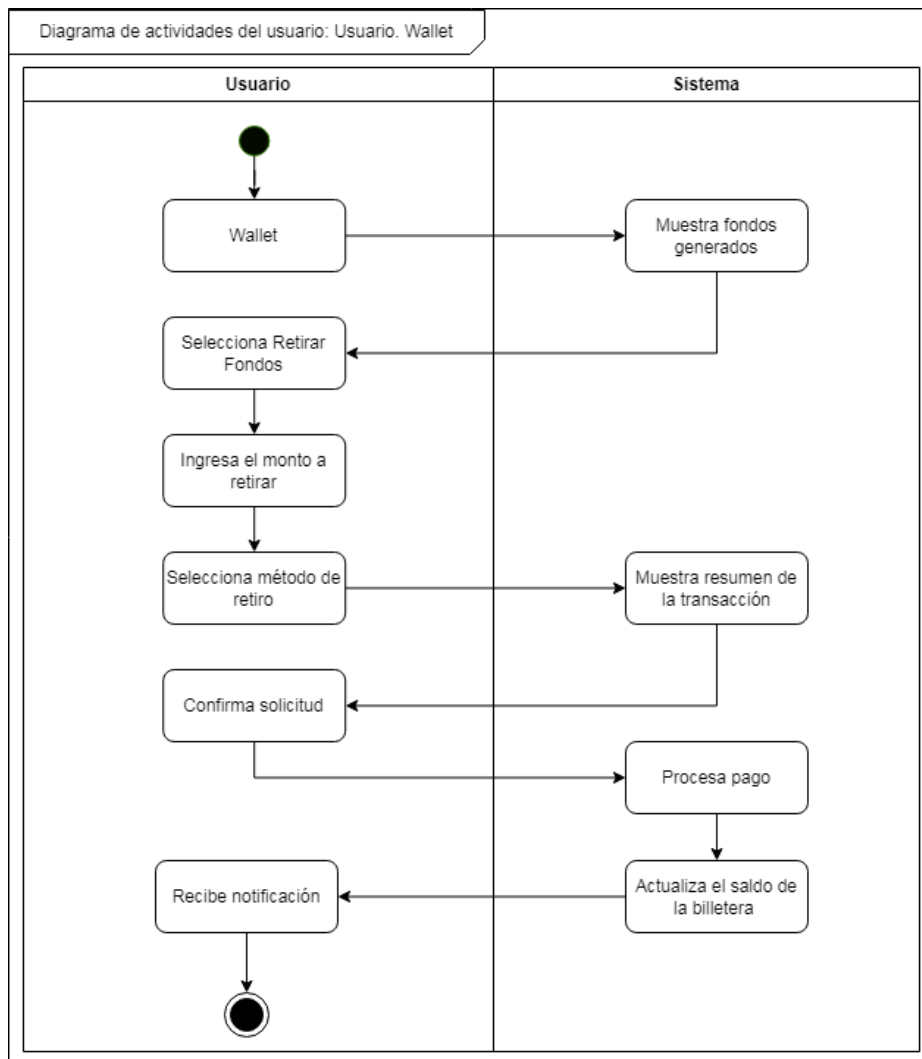 Diagrama de actividades del usuario: Usuario. Wallet
Usuario
Sistema
Wallet
Muestra fondos
generados
Selecciona Retirar
Fondos
Ingresa el monto a
retirar
Selecciona método de
retiro
Muestra resumen de
la transacción
Confirma solicitud
Procesa pago
Actualiza el saldo de
la billetera
Recibe notificación